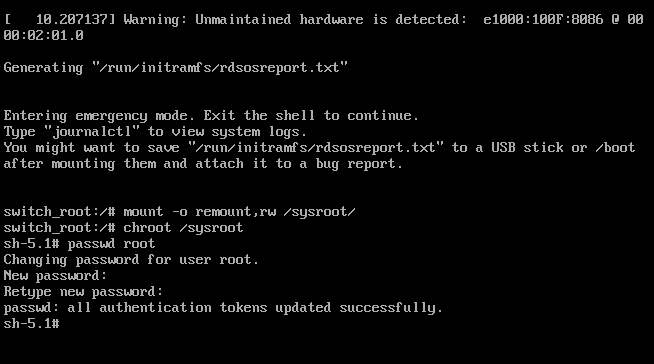 [   10.207137] Warning: Unmaintained hardware is detected:  e1000:100F:8086 @ 00
00:02:01.0
Generating "/run/initramfs/rdsosreport.txt"
Entering emergency mode. Exit the shell to continue.
Type "journalctl" to view system logs.
You might want to save "/run/initramfs/rdsosreport.txt" to a USB stick or /boot
after mounting them and attach it to a bug report.
switch_root:/# mount -o remount,rw /sysroot/
switch_root:/# chroot /sysroot
sh-5.1# passwd root
Changing password for user root.
New password:
Retype new password:
passwd: all authentication tokens updated successfully.
sh-5.1#